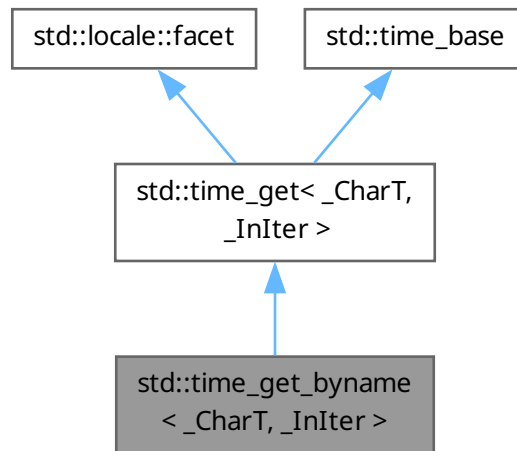 std::locale::facet
std::time_base
std::time_get< _CharT,
_InIter >
std::time_get_byname
< _CharT, _InIter >